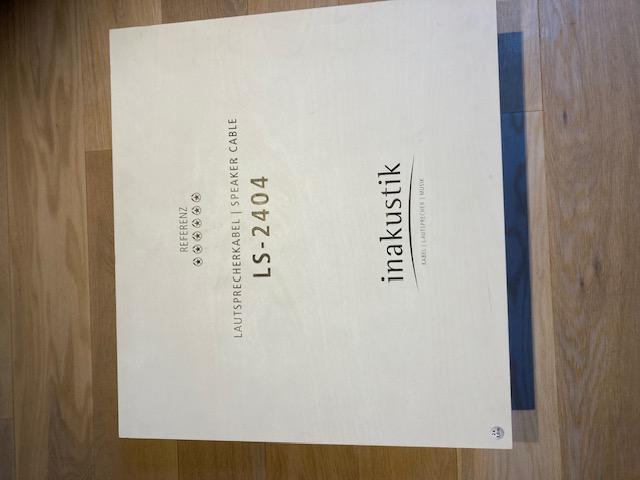 REFERENZ
LAUTSPRECHERKABEL | SPEAKER CABLE
LS-2404
inakustik
KABEL | LAUTSPRECHER | MUSIK